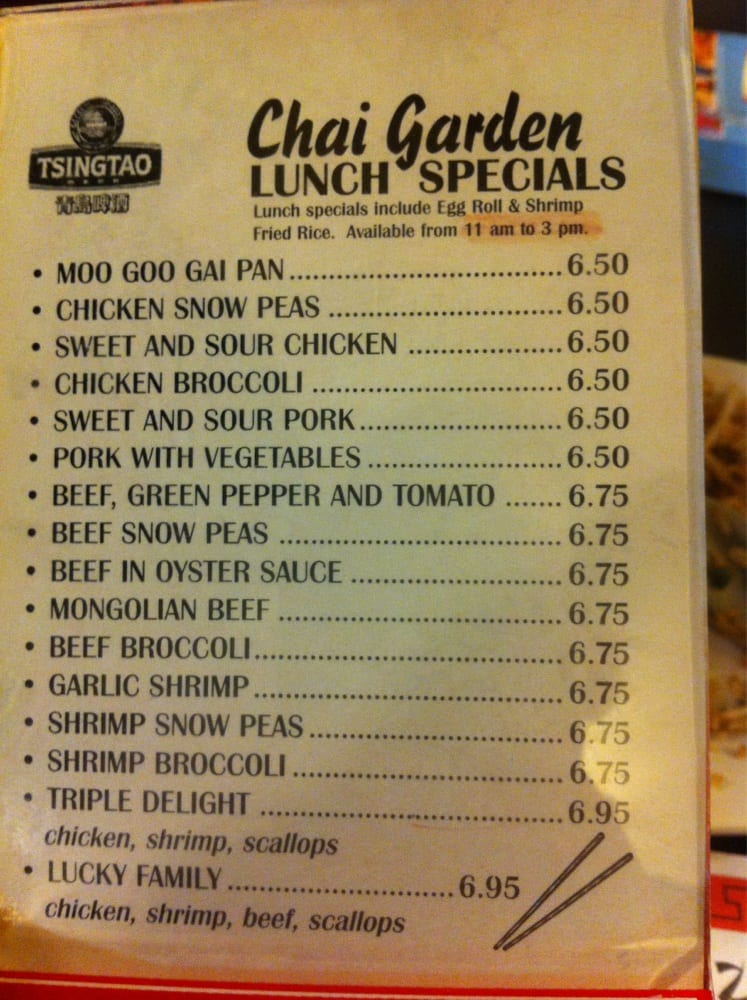 TSINGTAO
Chai Garden
LUNCH SPECIALS
Lunch specials include Egg Roll & Shrimp
Fried Rice. Available from 11 am to 3 pm.
• MOO GOO GAI PAN..................................6.50
• CHICKEN SNOW PEAS .............................6.50
• SWEET AND SOUR CHICKEN ...................6.50
• CHICKEN BROCCOLI ...............................6.50
• SWEET AND SOUR PORK.........................6.50
• PORK WITH VEGETABLES ........................6.50
• BEEF, GREEN PEPPER AND TOMATO .......6.75
• BEEF SNOW PEAS ...................................6.75
• BEEF IN OYSTER SAUCE ..........................6.75
• MONGOLIAN BEEF ...................................6.75
• BEEF BROCCOLI......................................6.75
• GARLIC SHRIMP......................................6.75
• SHRIMP SNOW PEAS...............................6.75
• SHRIMP BROCCOLI.................................6.75
• TRIPLE DELIGHT .....................................6.95
chicken, shrimp, scallops
• LUCKY FAMILY............................6.95
chicken, shrimp, beef, scallops